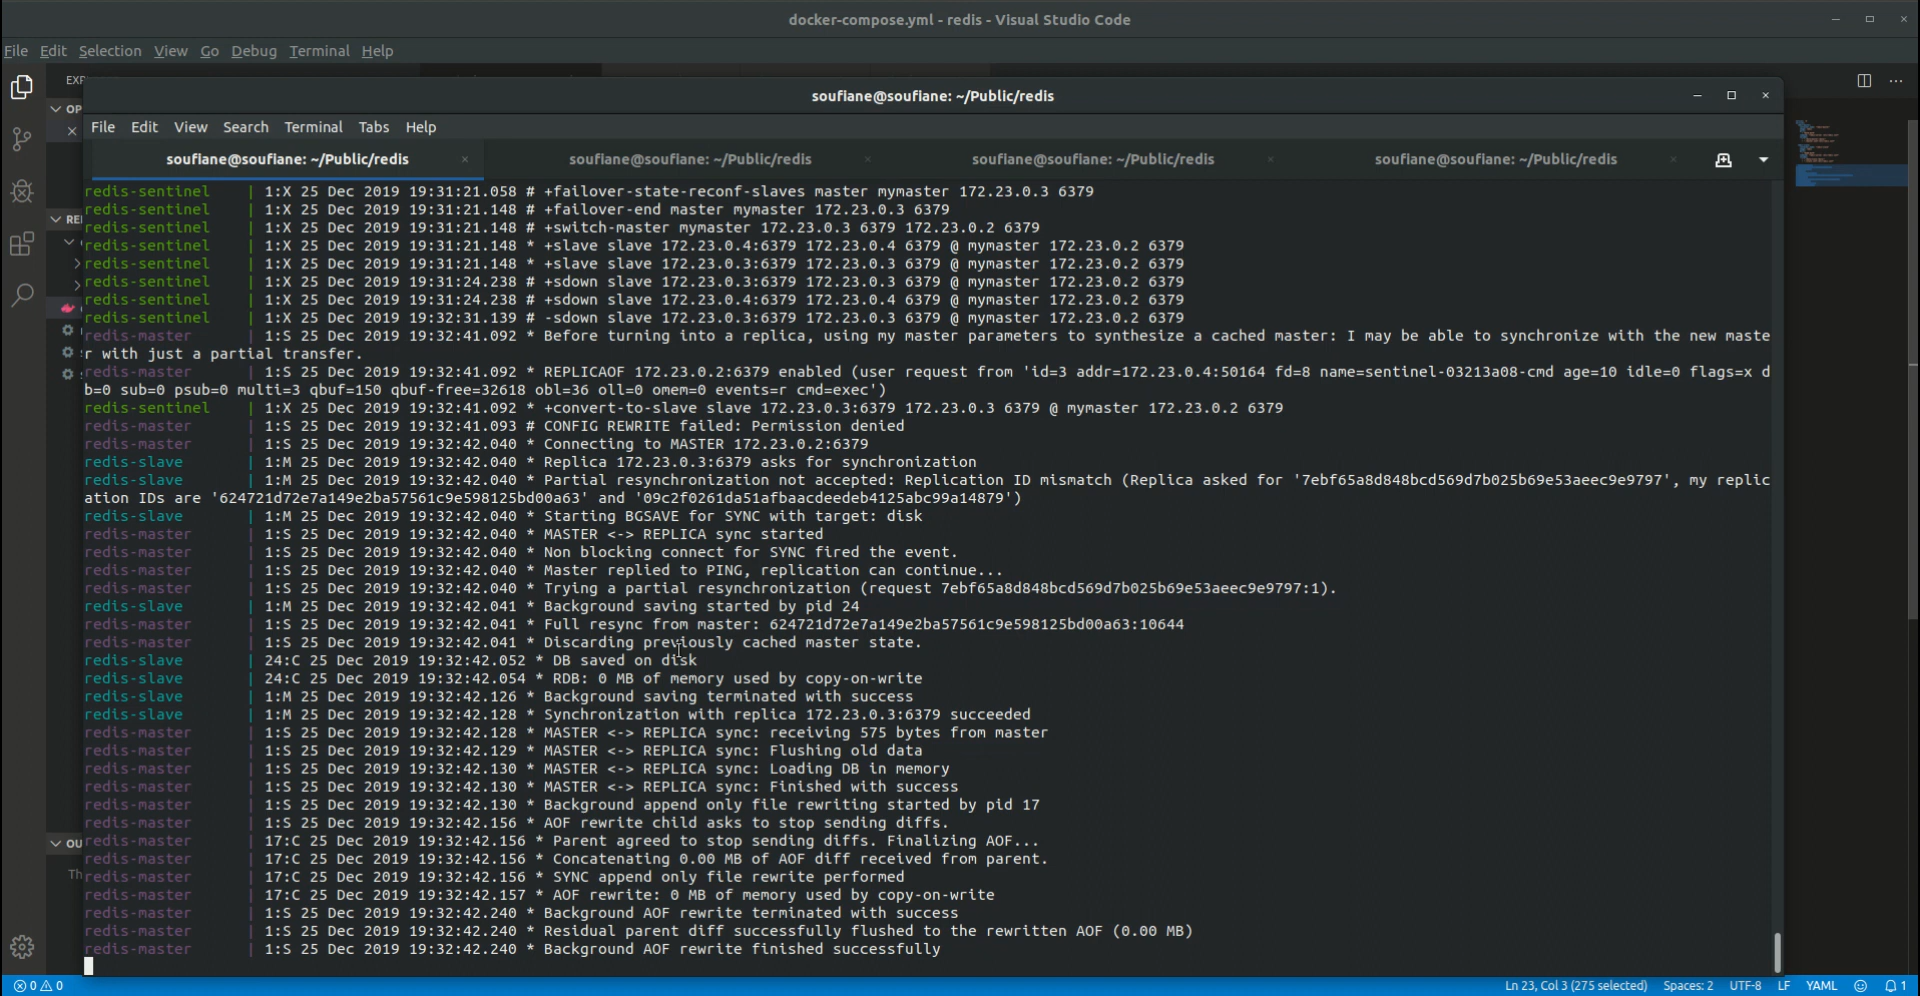 docker-compose.yml - redis - Visual Studio Code
File Edit Selection View Go Debug Terminal Help
soufiane@soufiane: ~/Public/redis
File Edit View Search Terminal Tabs Help
soufiane@soufiane: ~/Public/redis soufiane@soufiane: ~/Public/redis soufiane@soufiane: ~/Public/redis soufiane@soufiane: ~/Public/redis
redis-sentinel | 1:X 25 Dec 2019 19:31:21.058 # +failover-state-reconf-slaves master mymaster 172.23.0.3 6379
redis-sentinel | 1:X 25 Dec 2019 19:31:21.148 # +failover-end master mymaster 172.23.0.3 6379
redis-sentinel | 1:X 25 Dec 2019 19:31:21.148 # +switch-master mymaster 172.23.0.3 6379 172.23.0.2 6379
redis-sentinel | 1:X 25 Dec 2019 19:31:21.148 * +slave slave 172.23.0.4:6379 172.23.0.4 6379 @ mymaster 172.23.0.2 6379
redis-sentinel | 1:X 25 Dec 2019 19:31:21.148 * +slave slave 172.23.0.3:6379 172.23.0.3 6379 @ mymaster 172.23.0.2 6379
redis-sentinel | 1:X 25 Dec 2019 19:31:24.238 # +sdown slave 172.23.0.3:6379 172.23.0.3 6379 @ mymaster 172.23.0.2 6379
redis-sentinel | 1:X 25 Dec 2019 19:31:24.238 # +sdown slave 172.23.0.4:6379 172.23.0.4 6379 @ mymaster 172.23.0.2 6379
redis-sentinel | 1:X 25 Dec 2019 19:32:31.139 # -sdown slave 172.23.0.3:6379 172.23.0.3 6379 @ mymaster 172.23.0.2 6379
redis-master | 1:S 25 Dec 2019 19:32:41.092 * Before turning into a replica, using my master parameters to synthesize a cached master: I may be able to synchronize with the new maste
r with just a partial transfer.
redis-master | 1:S 25 Dec 2019 19:32:41.092 * REPLICAOF 172.23.0.2:6379 enabled (user request from 'id=3 addr=172.23.0.4:50164 fd=8 name=sentinel-03213a08-cmd age=10 idle=0 flags=x d
b=0 sub=0 psub=0 multi=3 qbuf=150 qbuf-free=32618 obl=36 oll=0 omem=0 events=r cmd=exec')
redis-sentinel | 1:X 25 Dec 2019 19:32:41.092 * +convert-to-slave slave 172.23.0.3:6379 172.23.0.3 6379 @ mymaster 172.23.0.2 6379
redis-master | 1:S 25 Dec 2019 19:32:41.093 # CONFIG REWRITE failed: Permission denied
redis-master | 1:S 25 Dec 2019 19:32:42.040 * Connecting to MASTER 172.23.0.2:6379
redis-slave | 1:M 25 Dec 2019 19:32:42.040 * Replica 172.23.0.3:6379 asks for synchronization
redis-slave | 1:M 25 Dec 2019 19:32:42.040 * Partial resynchronization not accepted: Replication ID mismatch (Replica asked for '7ebf65a8d848bcd569d7b025b69e53aeec9e9797', my replic
ation IDs are '624721d72e7a149e2ba57561c9e598125bd00a63' and '09c2f0261da51afbaacdeedeb4125abc99a14879')
redis-slave | 1:M 25 Dec 2019 19:32:42.040 * Starting BGSAVE for SYNC with target: disk
redis-master | 1:S 25 Dec 2019 19:32:42.040 * MASTER <-> REPLICA sync started
redis-master | 1:S 25 Dec 2019 19:32:42.040 * Non blocking connect for SYNC fired the event.
redis-master | 1:S 25 Dec 2019 19:32:42.040 * Master replied to PING, replication can continue...
redis-master | 1:S 25 Dec 2019 19:32:42.040 * Trying a partial resynchronization (request 7ebf65a8d848bcd569d7b025b69e53aeec9e9797:1).
redis-slave | 1:M 25 Dec 2019 19:32:42.041 * Background saving started by pid 24
redis-master | 1:S 25 Dec 2019 19:32:42.041 * Full resync from master: 624721d72e7a149e2ba57561c9e598125bd00a63:10644
redis-master | 1:S 25 Dec 2019 19:32:42.041 * Discarding previously cached master state.
redis-slave | 24:C 25 Dec 2019 19:32:42.052 * DB saved on disk
redis-slave | 24:C 25 Dec 2019 19:32:42.054 * RDB: 0 MB of memory used by copy-on-write
redis-slave | 1:M 25 Dec 2019 19:32:42.126 * Background saving terminated with success
redis-slave | 1:M 25 Dec 2019 19:32:42.128 * Synchronization with replica 172.23.0.3:6379 succeeded
redis-master | 1:S 25 Dec 2019 19:32:42.128 * MASTER <-> REPLICA sync: receiving 575 bytes from master
redis-master | 1:S 25 Dec 2019 19:32:42.129 * MASTER <-> REPLICA sync: Flushing old data
redis-master | 1:S 25 Dec 2019 19:32:42.130 * MASTER <-> REPLICA sync: Loading DB in memory
redis-master | 1:S 25 Dec 2019 19:32:42.130 * MASTER <-> REPLICA sync: Finished with success
redis-master | 1:S 25 Dec 2019 19:32:42.130 * Background append only file rewriting started by pid 17
redis-master | 1:S 25 Dec 2019 19:32:42.156 * AOF rewrite child asks to stop sending diffs.
redis-master | 17:C 25 Dec 2019 19:32:42.156 * Parent agreed to stop sending diffs. Finalizing AOF...
redis-master | 17:C 25 Dec 2019 19:32:42.156 * Concatenating 0.00 MB of AOF diff received from parent.
redis-master | 17:C 25 Dec 2019 19:32:42.156 * SYNC append only file rewrite performed
redis-master | 17:C 25 Dec 2019 19:32:42.157 * AOF rewrite: 0 MB of memory used by copy-on-write
redis-master | 1:S 25 Dec 2019 19:32:42.240 * Background AOF rewrite terminated with success
redis-master | 1:S 25 Dec 2019 19:32:42.240 * Residual parent diff successfully flushed to the rewritten AOF (0.00 MB)
redis-master | 1:S 25 Dec 2019 19:32:42.240 * Background AOF rewrite finished successfully
0 0 Ln 23, Col 3 (275 selected) Spaces: 2 UTF-8 LF YAML 1